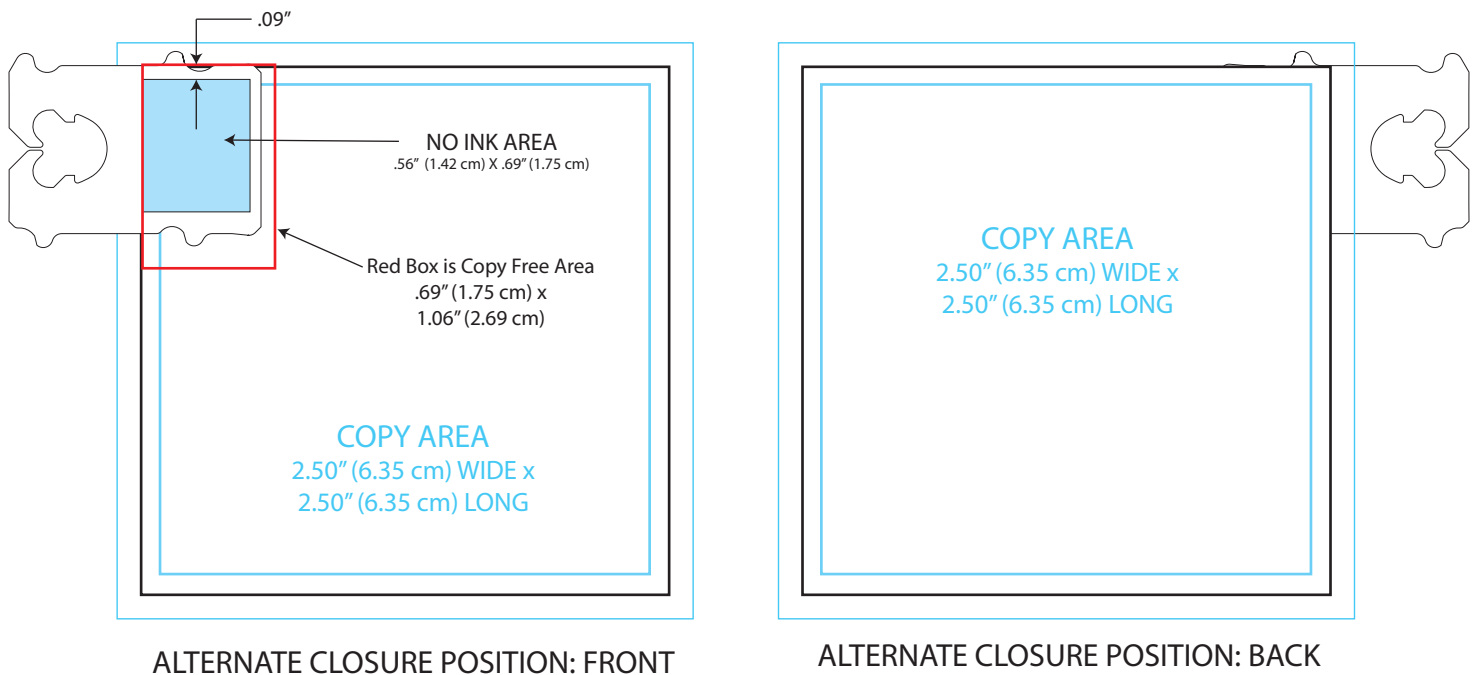 .09”
NO INK AREA
.56” (1.42 cm) X .69” (1.75 cm)
Red Box is Copy Free Area
.69” (1.75 cm) x
1.06” (2.69 cm)
COPY AREA
2.50” (6.35 cm) WIDE x
2.50” (6.35 cm) LONG
ALTERNATE CLOSURE POSITION: FRONT
COPY AREA
2.50” (6.35 cm) WIDE x
2.50” (6.35 cm) LONG
ALTERNATE CLOSURE POSITION: BACK